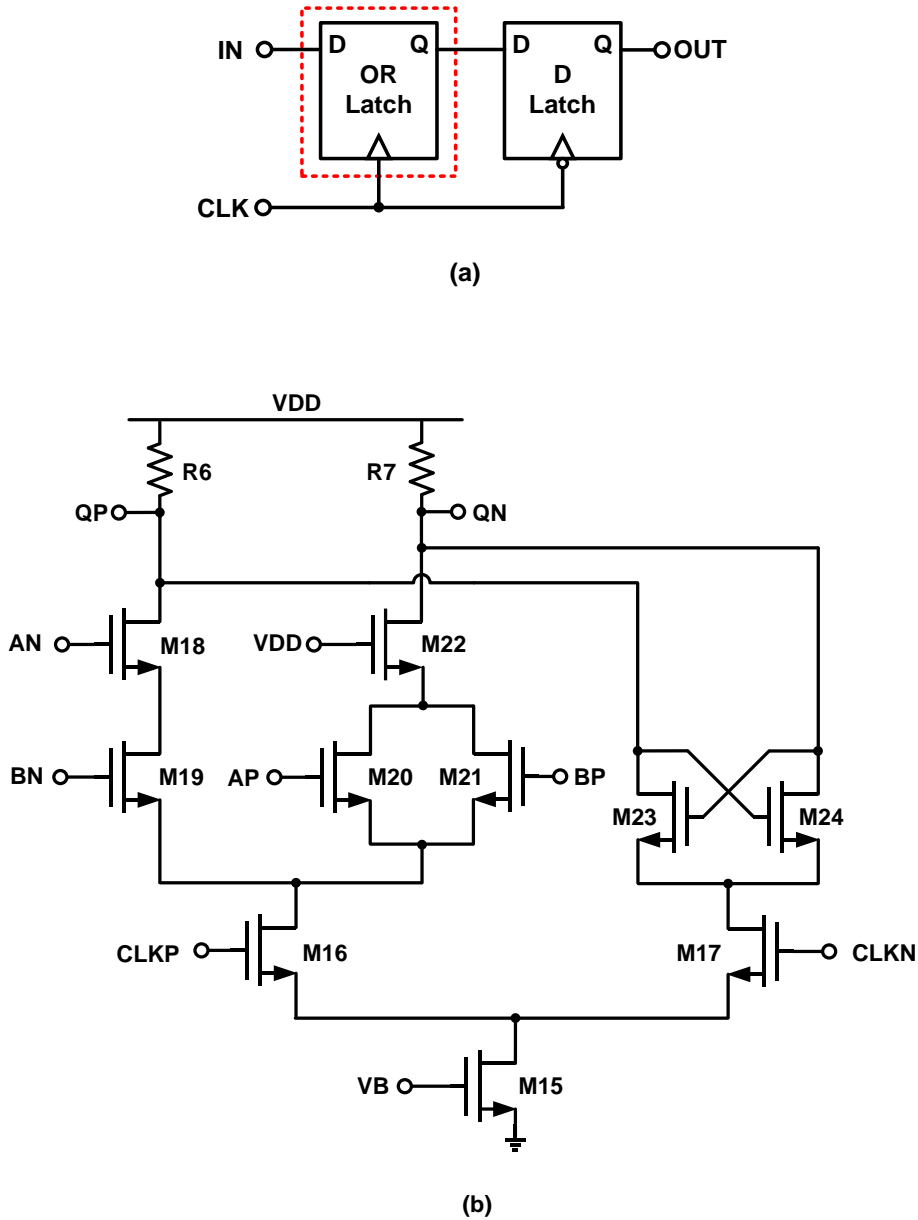 IN
D
Q
OR
Latch
D
Q
D
Latch
OUT
CLK
(a)
VDD
R6
R7
QP
QN
AN
M18
VDD
M22
BN
M19
AP
M20
M21
BP
M23
M24
CLKP
M16
M17
CLKN
VB
M15
(b)